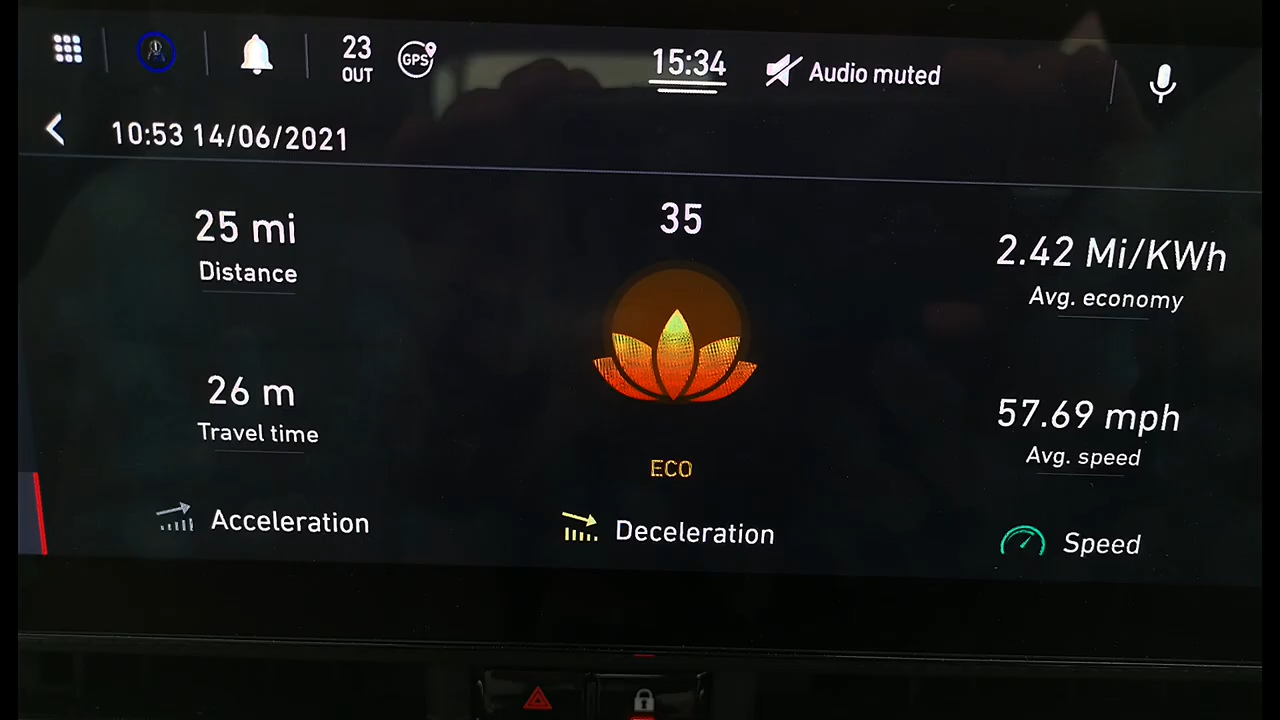 23
OUT
GPS
15:34
Audio muted
10:53 14/06/2021
25 mi
Distance
35
2.42 Mi/KWh
Avg. economy
26 m
Travel time
57.69 mph
Avg. speed
ECO
Acceleration
Deceleration
Speed